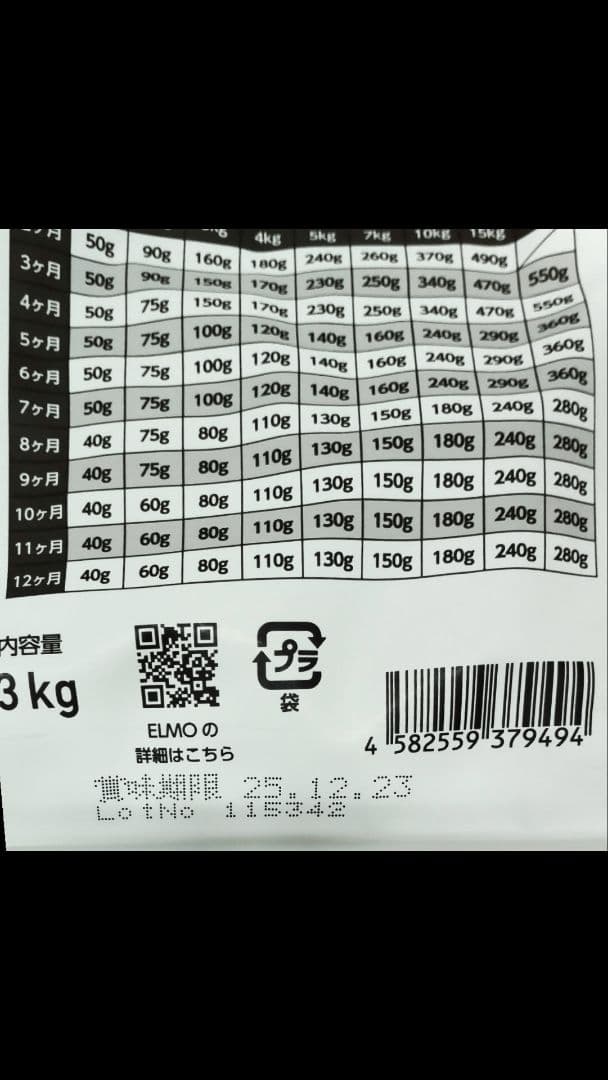 4kg 5kg 7kg 10kg 15kg
ヶ月 50g 90g 160g 180g 240g 260g 370g 490g
3ヶ月 50g 90g 150g 170g 230g 250g 340g 470g 550g
4ヶ月 50g 75g 150g 170g 230g 250g 340g 470g 550g
5ヶ月 50g 75g 100g 120g 140g 160g 240g 290g 360g
6ヶ月 50g 75g 100g 120g 140g 160g 240g 290g 360g
7ヶ月 50g 75g 100g 120g 140g 160g 240g 290g 360g
8ヶ月 40g 75g 80g 110g 130g 150g 180g 240g 280g
9ヶ月 40g 75g 80g 110g 130g 150g 180g 240g 280g
10ヶ月 40g 60g 80g 110g 130g 150g 180g 240g 280g
11ヶ月 40g 60g 80g 110g 130g 150g 180g 240g 280g
12ヶ月 40g 60g 80g 110g 130g 150g 180g 240g 280g
内容量
3kg
プラ
袋
ELMOの
詳細はこちら
4 582559 379494
賞味期限 25.12.23
LotNo 115342